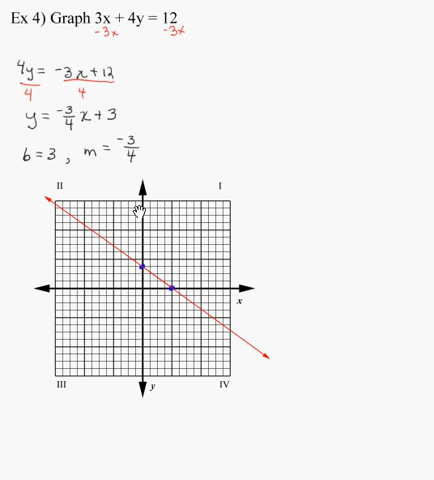 Ex 4) Graph 3x + 4y = 12
-3x -3x
4y = -3x+12
4 4
y = -3/4 x + 3
b = 3 , m = -3/4
II I
x
III y IV